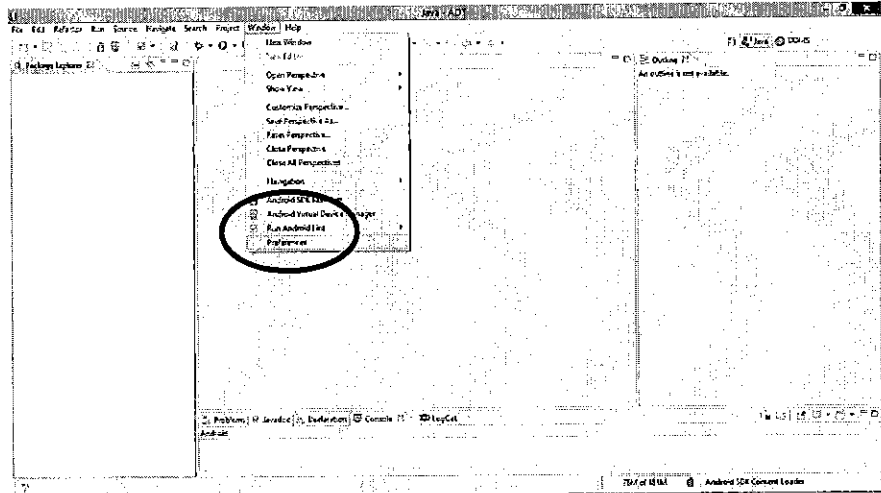 Java - ADT
File Edit Refactor Run Source Navigate Search Project Window Help
New Window
New Editor
Open Perspective
Show View
Customize Perspective...
Save Perspective As...
Reset Perspective...
Close Perspective
Close All Perspectives
Navigation
Android SDK Manager
Android Virtual Device Manager
Run Android Lint
Preferences
Java DDMS
Package Explorer
Outline
An outline is not available.
Problems Javadoc Declaration Console LogCat
Android
Android SDK Content Loader